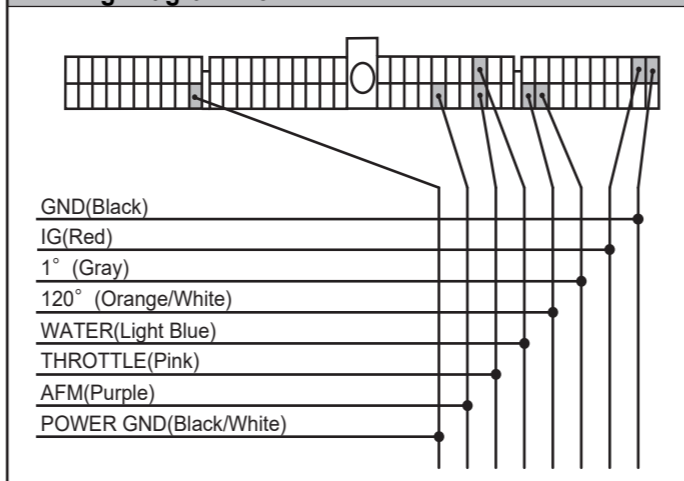 GND(Black)
IG(Red)
1° (Gray)
120° (Orange/White)
WATER(Light Blue)
THROTTLE(Pink)
AFM(Purple)
POWER GND(Black/White)